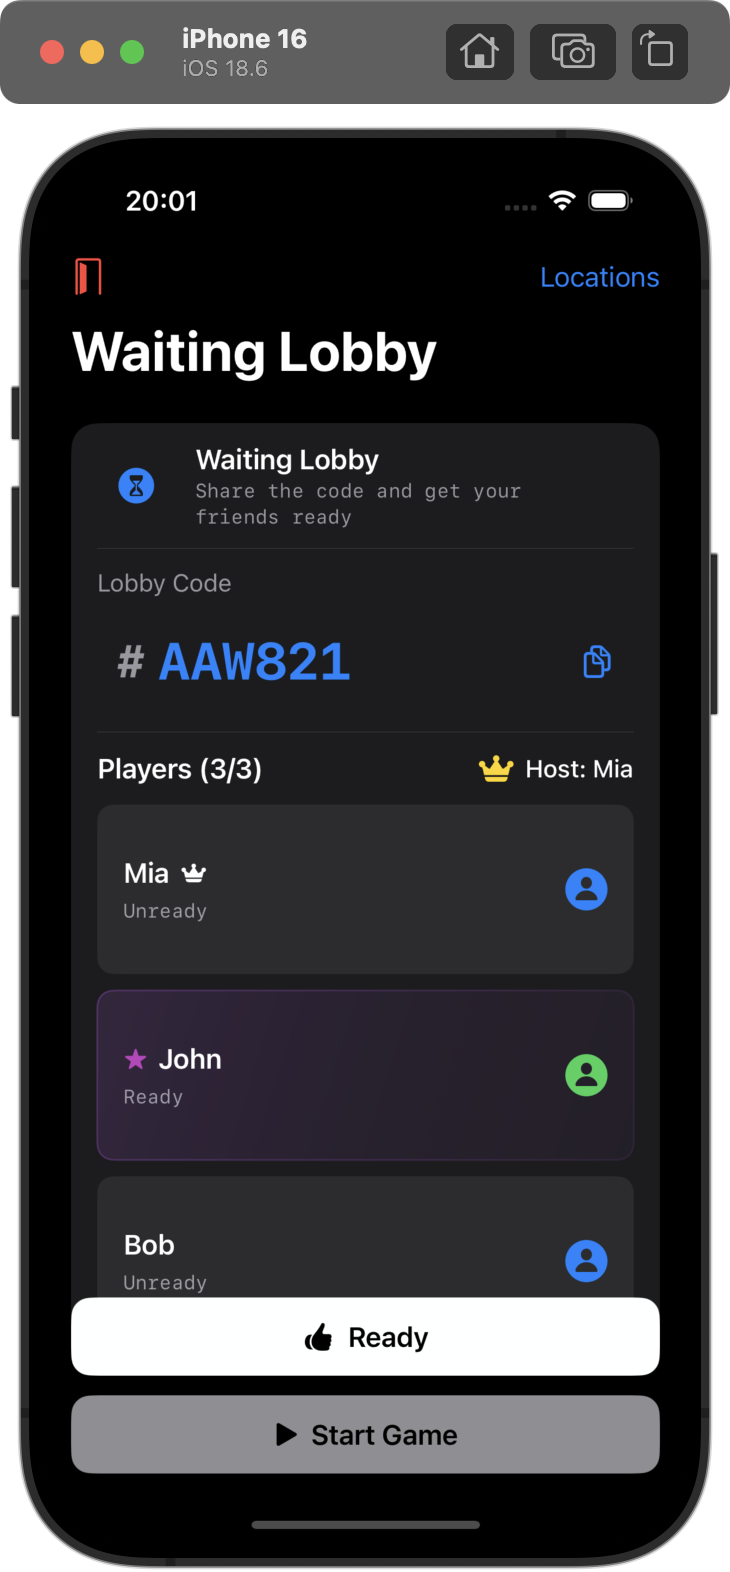 iPhone 16
iOS 18.6
20:01
Locations
Waiting Lobby
Waiting Lobby
Share the code and get your
friends ready
Lobby Code
# AAW821
Players (3/3)
Host: Mia
Mia
Unready
John
Ready
Bob
Unready
Ready
Start Game